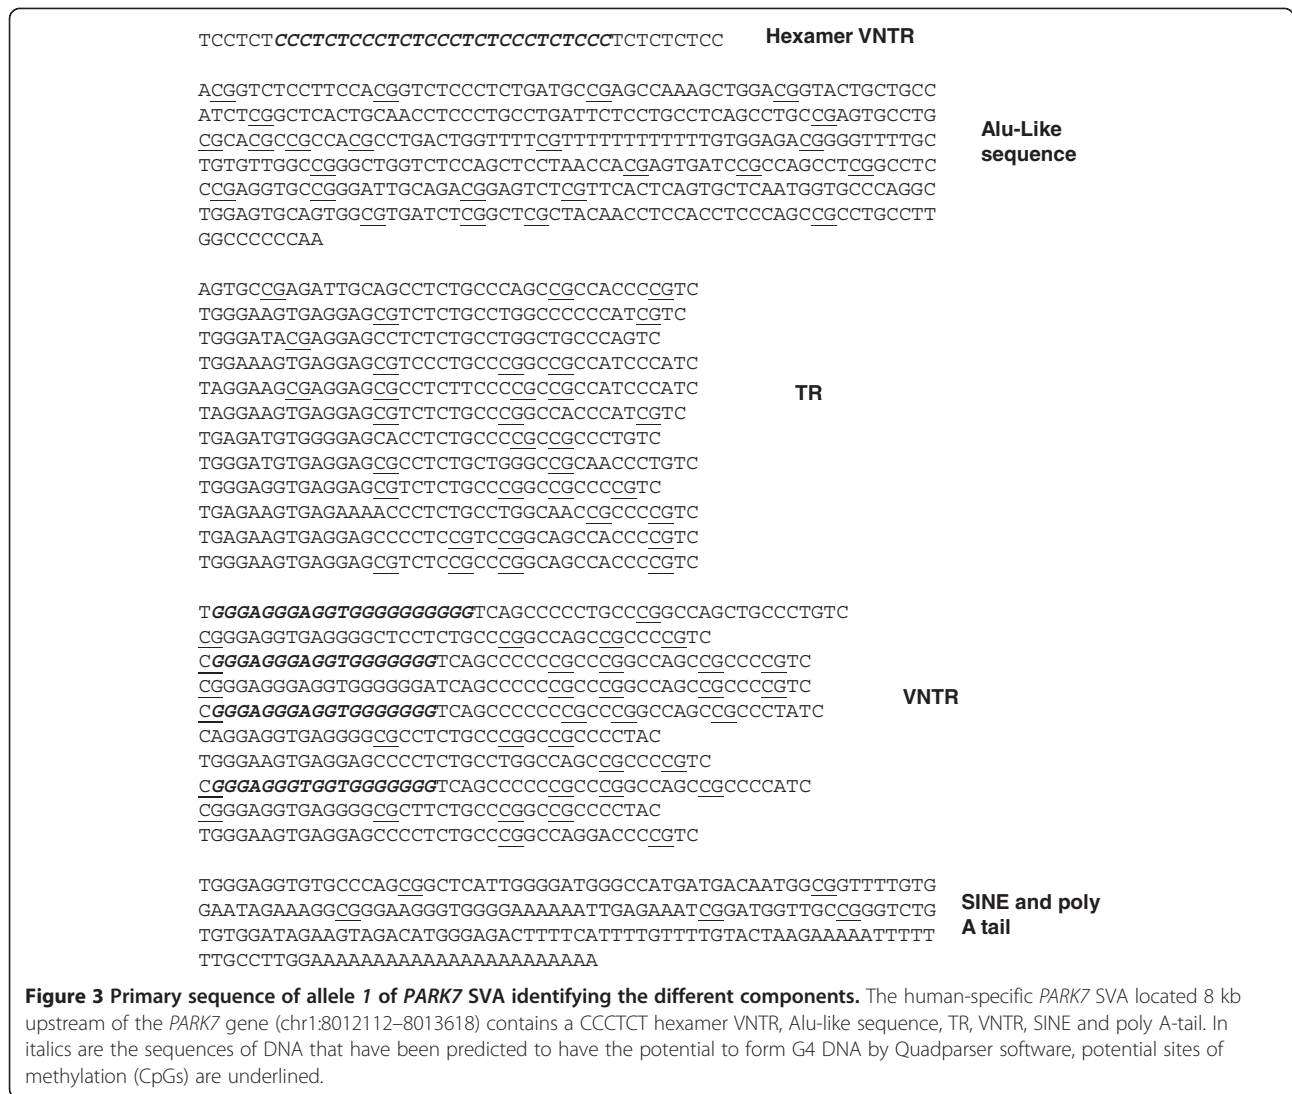 TCCTCTCCCTCTCCCTCTCCCTCTCCCTCTCCCTCTCTCTCC Hexamer VNTR
ACGGTCTCCTTCCACGGTCTCCCTCTGATGCCGAGCCAAAGCTGGACGGTACTGCTGCC
ATCTCGGCTCACTGCAACCTCCCTGCCTGATTCTCCTGCCTCAGCCTGCCGAGTGCCTG
CGCACGCCGCCACGCCTGACTGGTTTTCGTTTTTTTTTTTTTGTGGAGACGGGGTTTTGC
TGTGTTGGCCGGGCTGGTCTCCAGCTCCTAACCACGAGTGATCCGCCAGCCTCGGCCTC
CCGAGGTGCCGGGATTGCAGACGGAGTCTCGTTCACTCAGTGCTCAATGGTGCCCAGGC
TGGAGTGCAGTGGCGTGATCTCGGCTCGCTACAACCTCCACCTCCCAGCCGCCTGCCTT
GGCCCCCCAA
Alu-Like
sequence
AGTGCCGAGATTGCAGCCTCTGCCCAGCCGCCACCCCGTC
TGGGAAGTGAGGAGCGTCTCTGCCTGGCCCCCCATCGTC
TGGGATACGAGGAGCCTCTCTGCCTGGCTGCCCAGTC
TGGAAAGTGAGGAGCGTCCCTGCCCGGCCGCCATCCCATC
TAGGAAGCGAGGAGCGCCTCTTCCCCGCCGCCATCCCATC
TAGGAAGTGAGGAGCGTCTCTGCCCGGCCACCCATCGTC
TGAGATGTGGGGAGCACCTCTGCCCCGCCGCCCTGTC
TGGGATGTGAGGAGCGCCTCTGCTGGGCCGCAACCCTGTC
TGGGAGGTGAGGAGCGTCTCTGCCCGGCCGCCCCGTC
TGAGAAGTGAGAAAACCCTCTGCCTGGCAACCGCCCCGTC
TGAGAAGTGAGGAGCCCCTCCGTCCGGCAGCCACCCCGTC
TGGGAAGTGAGGAGCGTCTCCGCCCGGCAGCCACCCCGTC
TR
TGGGAGGGAGGTGGGGGGGGGGTCAGCCCCCTGCCCGGCCAGCTGCCCTGTC
CGGGAGGTGAGGGGCTCCTCTGCCCGGCCAGCCGCCCCGTC
CGGGAGGGAGGTGGGGGGGTCAGCCCCCCGCCCGGCCAGCCGCCCCGTC
CGGGAGGGAGGTGGGGGGATCAGCCCCCCGCCCGGCCAGCCGCCCCGTC
CGGGAGGGAGGTGGGGGGGTCAGCCCCCCCGCCCGGCCAGCCGCCCTATC
CAGGAGGTGAGGGGCGCCTCTGCCCGGCCGCCCCTAC
TGGGAAGTGAGGAGCCCCTCTGCCTGGCCAGCCGCCCCGTC
CGGGAGGGTGGTGGGGGGGTCAGCCCCCCGCCCGGCCAGCCGCCCCATC
CGGGAGGTGAGGGGCGCTTCTGCCCGGCCGCCCCTAC
TGGGAAGTGAGGAGCCCCTCTGCCCGGCCAGGACCCCGTC
VNTR
TGGGAGGTGTGCCCAGCGGCTCATTGGGGATGGGCCATGATGACAATGGCGGTTTTGTG
GAATAGAAAGGCGGGAAGGGTGGGGAAAAAATTGAGAAATCGGATGGTTGCCGGGTCTG
TGTGGATAGAAGTAGACATGGGAGACTTTTCATTTTGTTTTGTACTAAGAAAAATTTTT
TTGCCTTGGAAAAAAAAAAAAAAAAAAAAAAA
SINE and poly
A tail
Figure 3 Primary sequence of allele 1 of PARK7 SVA identifying the different components. The human-specific PARK7 SVA located 8 kb
upstream of the PARK7 gene (chr1:8012112–8013618) contains a CCCTCT hexamer VNTR, Alu-like sequence, TR, VNTR, SINE and poly A-tail. In
italics are the sequences of DNA that have been predicted to have the potential to form G4 DNA by Quadparser software, potential sites of
methylation (CpGs) are underlined.